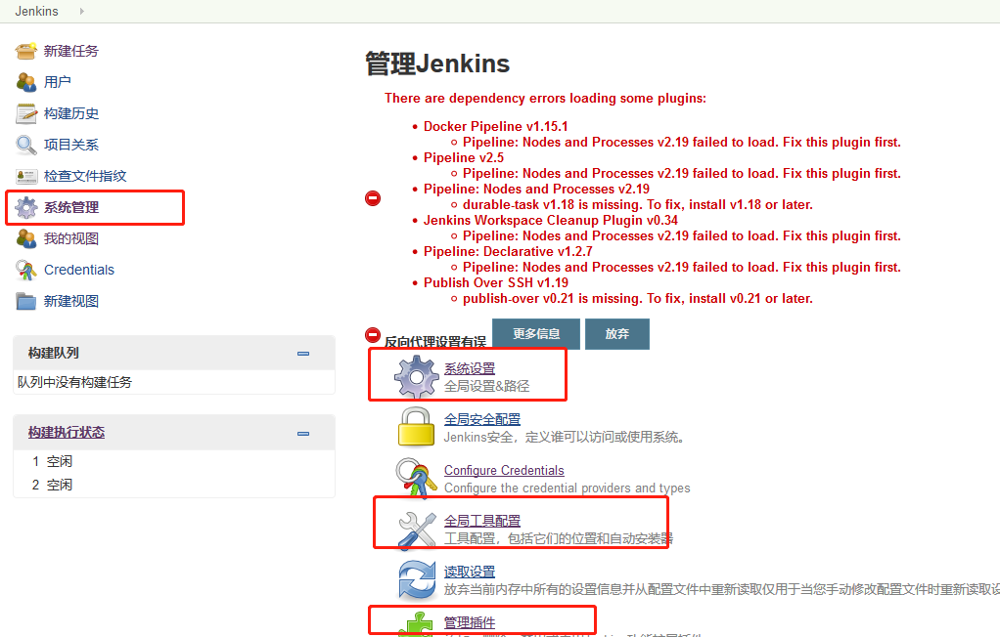 Jenkins
新建任务
用户
构建历史
项目关系
检查文件指纹
系统管理
我的视图
Credentials
新建视图
构建队列
队列中没有构建任务
构建执行状态
1 空闲
2 空闲
管理Jenkins
There are dependency errors loading some plugins:
Docker Pipeline v1.15.1
Pipeline: Nodes and Processes v2.19 failed to load. Fix this plugin first.
Pipeline v2.5
Pipeline: Nodes and Processes v2.19 failed to load. Fix this plugin first.
Pipeline: Nodes and Processes v2.19
durable-task v1.18 is missing. To fix, install v1.18 or later.
Jenkins Workspace Cleanup Plugin v0.34
Pipeline: Nodes and Processes v2.19 failed to load. Fix this plugin first.
Pipeline: Declarative v1.2.7
Pipeline: Nodes and Processes v2.19 failed to load. Fix this plugin first.
Publish Over SSH v1.19
publish-over v0.21 is missing. To fix, install v0.21 or later.
反向代理设置有误 更多信息 放弃
系统设置
全局设置&路径
全局安全配置
Jenkins安全，定义谁可以访问或使用系统。
Configure Credentials
Configure the credential providers and types
全局工具配置
工具配置，包括它们的位置和自动安装器
读取设置
放弃当前内存中所有的设置信息并从配置文件中重新读取仅用于当您手动修改配置文件时重新读取设
管理插件